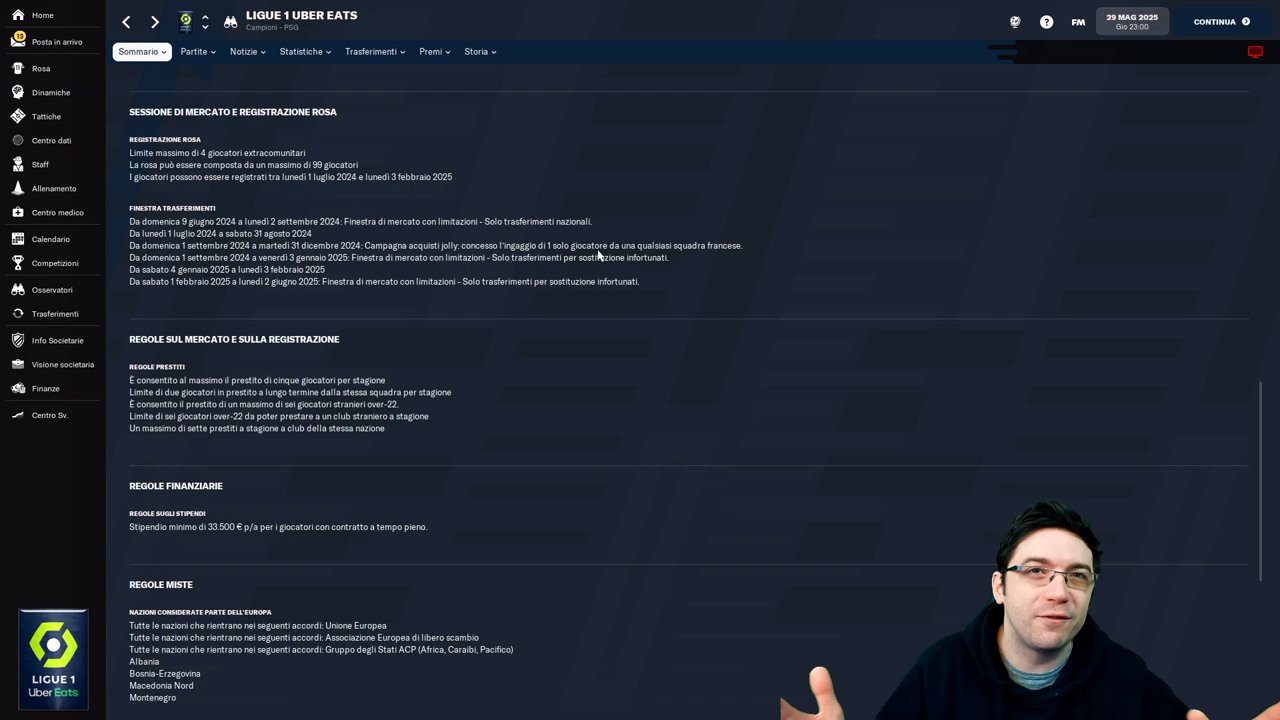 Home
13
Posta in arrivo
Rosa
Dinamiche
Tattiche
Centro dati
Staff
Allenamento
Centro medico
Calendario
Competizioni
Osservatori
Trasferimenti
Info Societarie
Visione societaria
Finanze
Centro Sv.
LIGUE 1
Uber Eats
LIGUE 1 UBER EATS
Campioni - PSG
?
FM
29 MAG 2025
Gio 23:00
CONTINUA
Sommario
Partite
Notizie
Statistiche
Trasferimenti
Premi
Storia
SESSIONE DI MERCATO E REGISTRAZIONE ROSA
REGISTRAZIONE ROSA
Limite massimo di 4 giocatori extracomunitari
La rosa può essere composta da un massimo di 99 giocatori
I giocatori possono essere registrati tra lunedì 1 luglio 2024 e lunedì 3 febbraio 2025
FINESTRA TRASFERIMENTI
Da domenica 9 giugno 2024 a lunedì 2 settembre 2024: Finestra di mercato con limitazioni - Solo trasferimenti nazionali.
Da lunedì 1 luglio 2024 a sabato 31 agosto 2024
Da domenica 1 settembre 2024 a martedì 31 dicembre 2024: Campagna acquisti jolly: concesso l'ingaggio di 1 solo giocatore da una qualsiasi squadra francese.
Da domenica 1 settembre 2024 a venerdì 3 gennaio 2025: Finestra di mercato con limitazioni - Solo trasferimenti per sostituzione infortunati.
Da sabato 4 gennaio 2025 a lunedì 3 febbraio 2025
Da sabato 1 febbraio 2025 a lunedì 2 giugno 2025: Finestra di mercato con limitazioni - Solo trasferimenti per sostituzione infortunati.
REGOLE SUL MERCATO E SULLA REGISTRAZIONE
REGOLE PRESTITI
È consentito al massimo il prestito di cinque giocatori per stagione
Limite di due giocatori in prestito a lungo termine dalla stessa squadra per stagione
È consentito il prestito di un massimo di sei giocatori stranieri over-22.
Limite di sei giocatori over-22 da poter prestare a un club straniero a stagione
Un massimo di sette prestiti a stagione a club della stessa nazione
REGOLE FINANZIARIE
REGOLE SUGLI STIPENDI
Stipendio minimo di 33.500 € p/a per i giocatori con contratto a tempo pieno.
REGOLE MISTE
NAZIONI CONSIDERATE PARTE DELL'EUROPA
Tutte le nazioni che rientrano nei seguenti accordi: Unione Europea
Tutte le nazioni che rientrano nei seguenti accordi: Associazione Europea di libero scambio
Tutte le nazioni che rientrano nei seguenti accordi: Gruppo degli Stati ACP (Africa, Caraibi, Pacifico)
Albania
Bosnia-Erzegovina
Macedonia Nord
Montenegro